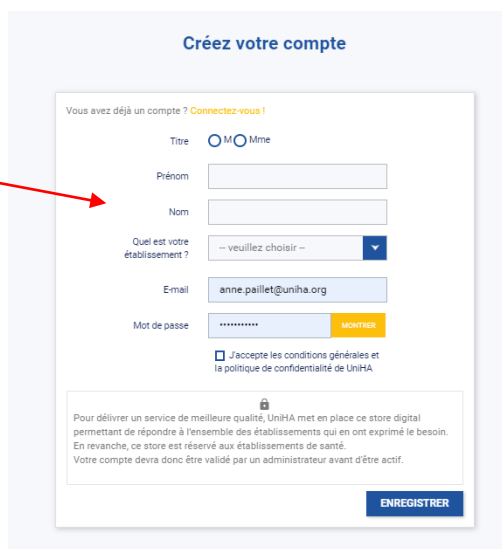 Créez votre compte
Vous avez déjà un compte ? Connectez-vous !
Titre M Mme
Prénom
Nom
Quel est votre
établissement ?
-- veuillez choisir --
E-mail anne.paillet@uniha.org
Mot de passe ••••••••••• MONTRER
J'accepte les conditions générales et
la politique de confidentialité de UniHA
Pour délivrer un service de meilleure qualité, UniHA met en place ce store digital
permettant de répondre à l'ensemble des établissements qui en ont exprimé le besoin.
En revanche, ce store est réservé aux établissements de santé.
Votre compte devra donc être validé par un administrateur avant d'être actif.
ENREGISTRER